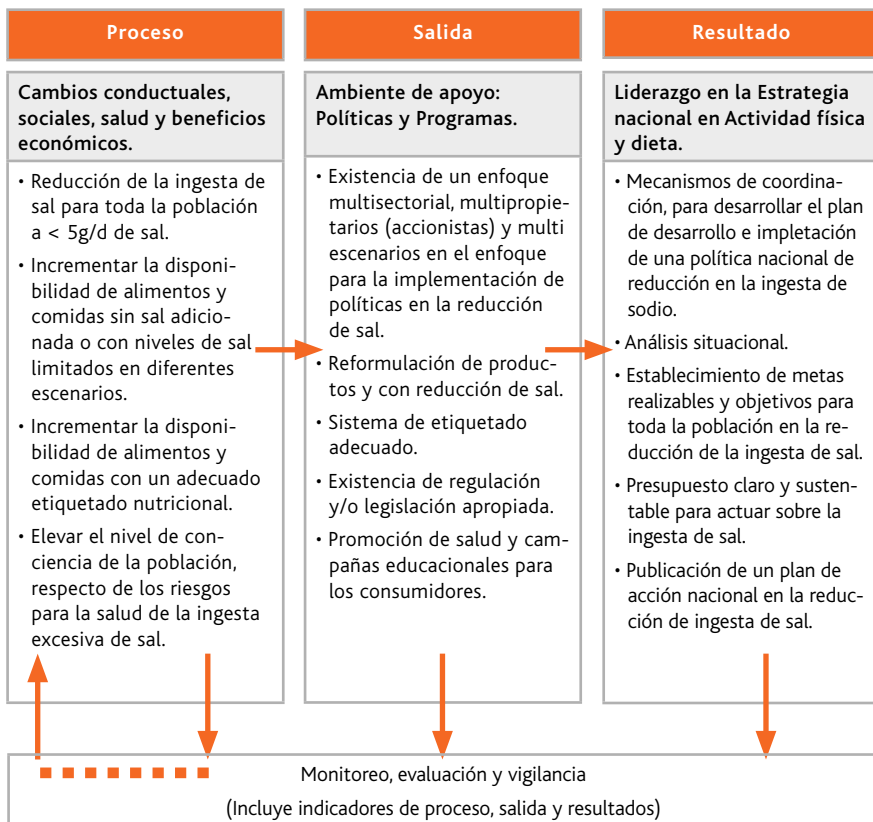 Proceso
Cambios conductuales,
sociales, salud y beneficios
económicos.
• Reducción de la ingesta de
sal para toda la población
a < 5g/d de sal.
• Incrementar la disponi-
bilidad de alimentos y
comidas sin sal adicio-
nada o con niveles de sal
limitados en diferentes
escenarios.
• Incrementar la disponi-
bilidad de alimentos y
comidas con un adecuado
etiquetado nutricional.
• Elevar el nivel de con-
ciencia de la población,
respecto de los riesgos
para la salud de la ingesta
excesiva de sal.
Salida
Ambiente de apoyo:
Políticas y Programas.
• Existencia de un enfoque
multisectorial, multipropie-
tarios (accionistas) y multi
escenarios en el enfoque
para la implementación de
políticas en la reducción
de sal.
• Reformulación de produc-
tos y con reducción de sal.
• Sistema de etiquetado
adecuado.
• Existencia de regulación
y/o legislación apropiada.
• Promoción de salud y cam-
pañas educacionales para
los consumidores.
Resultado
Liderazgo en la Estrategia
nacional en Actividad física
y dieta.
• Mecanismos de coordina-
ción, para desarrollar el plan
de desarrollo e impletación
de una política nacional de
reducción en la ingesta de
sodio.
• Análisis situacional.
• Establecimiento de metas
realizables y objetivos para
toda la población en la re-
ducción de la ingesta de sal.
• Presupuesto claro y susten-
table para actuar sobre la
ingesta de sal.
• Publicación de un plan de
acción nacional en la reduc-
ción de ingesta de sal.
Monitoreo, evaluación y vigilancia
(Incluye indicadores de proceso, salida y resultados)